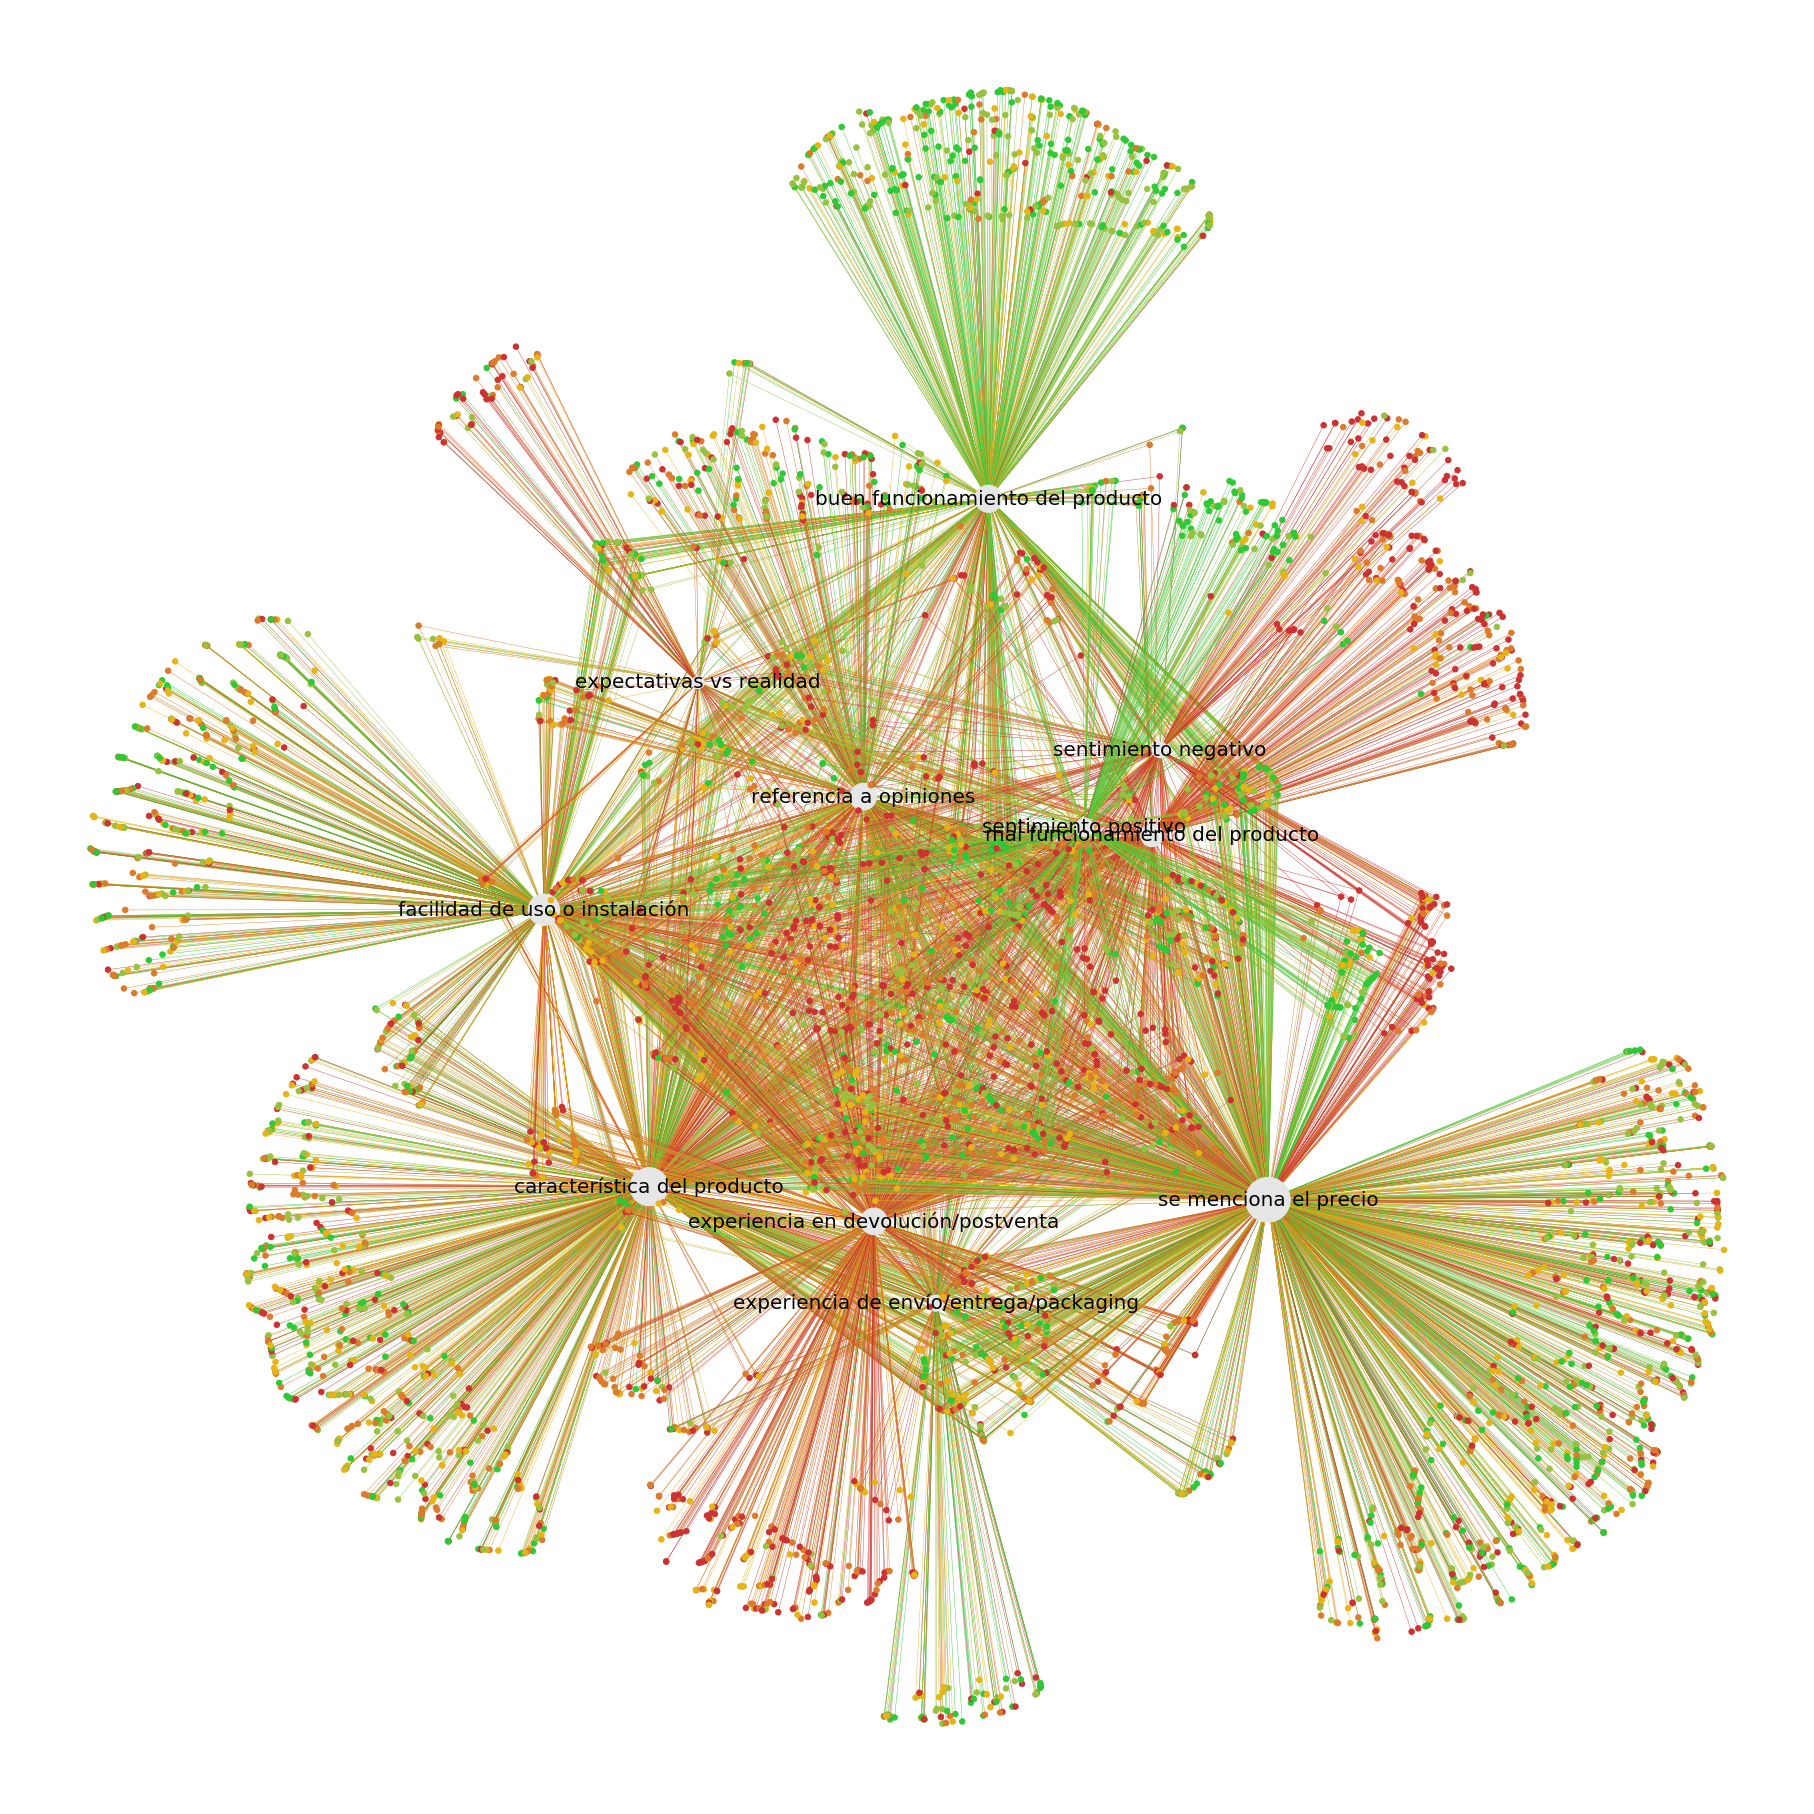 buen funcionamiento del producto
expectativas vs realidad
sentimiento negativo
referencia a opiniones
sentimiento positivo
mal funcionamiento del producto
facilidad de uso o instalación
característica del producto
se menciona el precio
experiencia en devolución/postventa
experiencia de envío/entrega/packaging